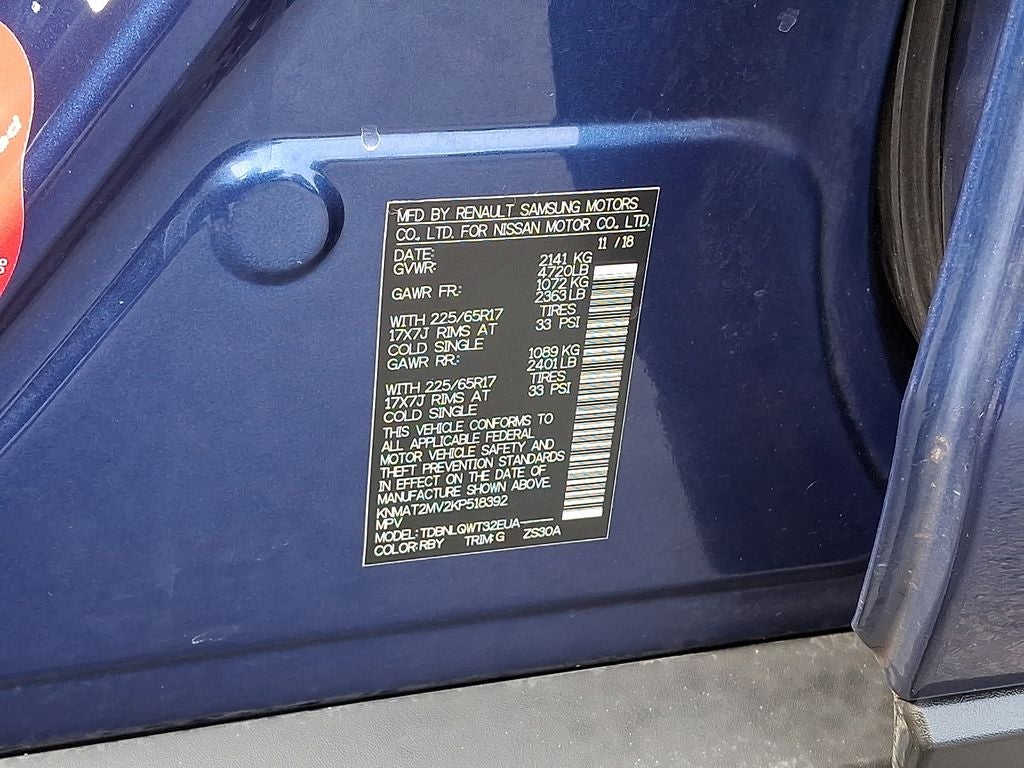 MFD BY RENAULT SAMSUNG MOTORS
CO., LTD. FOR NISSAN MOTOR CO., LTD.
DATE: 11 / 18
GVWR: 2141 KG
4720LB
GAWR FR.: 1072 KG
2363 LB
WITH 225/65R17 TIRES
17X7J RIMS AT 33 PSI
COLD SINGLE
GAWR RR.: 1089 KG
2401 LB
WITH 225/65R17 TIRES
17X7J RIMS AT 33 PSI
COLD SINGLE
THIS VEHICLE CONFORMS TO
ALL APPLICABLE FEDERAL
MOTOR VEHICLE SAFETY AND
THEFT PREVENTION STANDARDS
IN EFFECT ON THE DATE OF
MANUFACTURE SHOWN ABOVE.
KNMAT2MV2KP518392
MPV
MODEL: TDBNLQWT32EUA-----
COLOR: RBY TRIM: G ZS30A